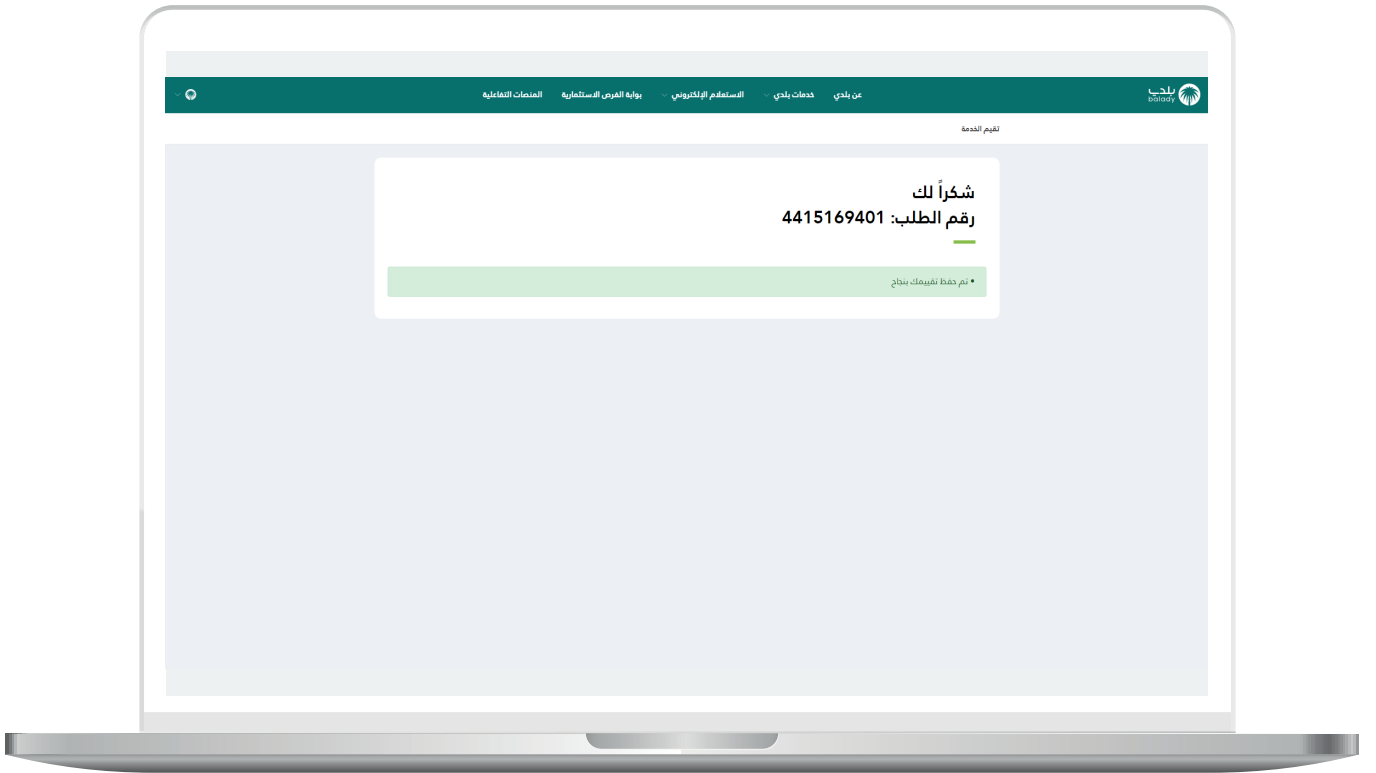 بلدي
balady
عن بلدي
خدمات بلدي
الاستعلام الإلكتروني
بوابة الفرص الاستثمارية
المنصات التفاعلية
تقيم الخدمة
شكراً لك
رقم الطلب: 4415169401
• تم حفظ تقييمك بنجاح